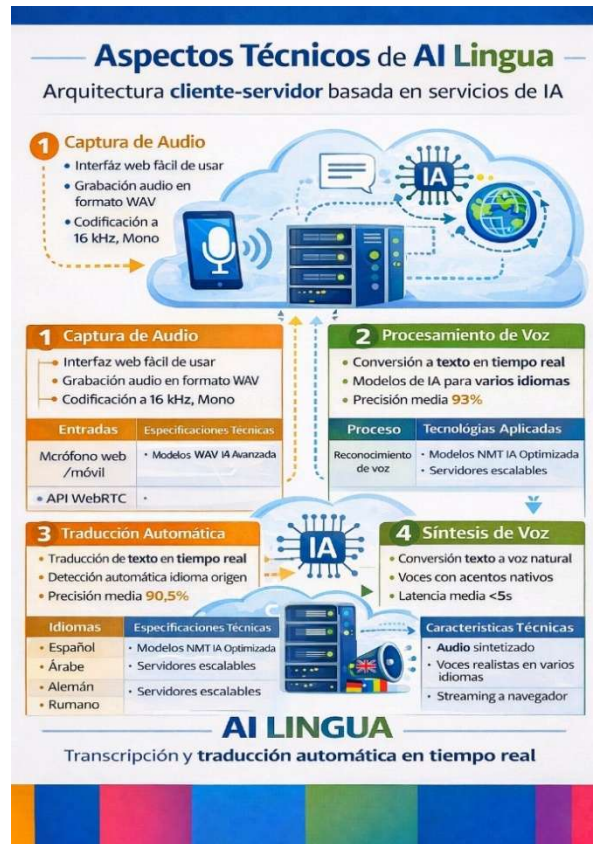 Aspectos Técnicos de AI Lingua
Arquitectura cliente-servidor basada en servicios de IA
1 Captura de Audio
• Interfáz web fácil de usar
• Grabación audio en
formato WAV
• Codificación a
16 kHz, Mono
IA
1 Captura de Audio
• Interfaz web fàcil de usar
• Grabación audio en formato WAV
• Codificación a 16 kHz, Mono
Entradas
Especificaciones Técnicas
Mcrófono web
/móvil
• Modelos WAV IA Avanzada
• API WebRTC
•
2 Procesamiento de Voz
• Conversión a texto en tiempo real
• Modelos de IA para varios idiomas
• Precisión media 93%
Proceso
Tecnológias Aplicadas
Reconocimiento
de voz
• Modelos NMT IA Optimizada
• Servidores escalables
3 Traducción Automática
• Traducción de texto en tiempo real
• Detección automática idioma origen
• Precisión media 90,5%
Idiomas
Especificaciones Técnicas
• Español
• Árabe
• Alemán
• Rumano
• Modelos NMT IA Optimizada
• Servidores escalables
• Servidores escalables
IA
C
4 Síntesis de Voz
• Conversión texto a voz natural
• Voces con acentos nativos
• Latencia media <5s
Caracteristicas Técnicas
• Audio sintetizado
• Voces realistas en varios
idiomas
• Streaming a navegador
AI LINGUA
Transcripción y traducción automática en tiempo real